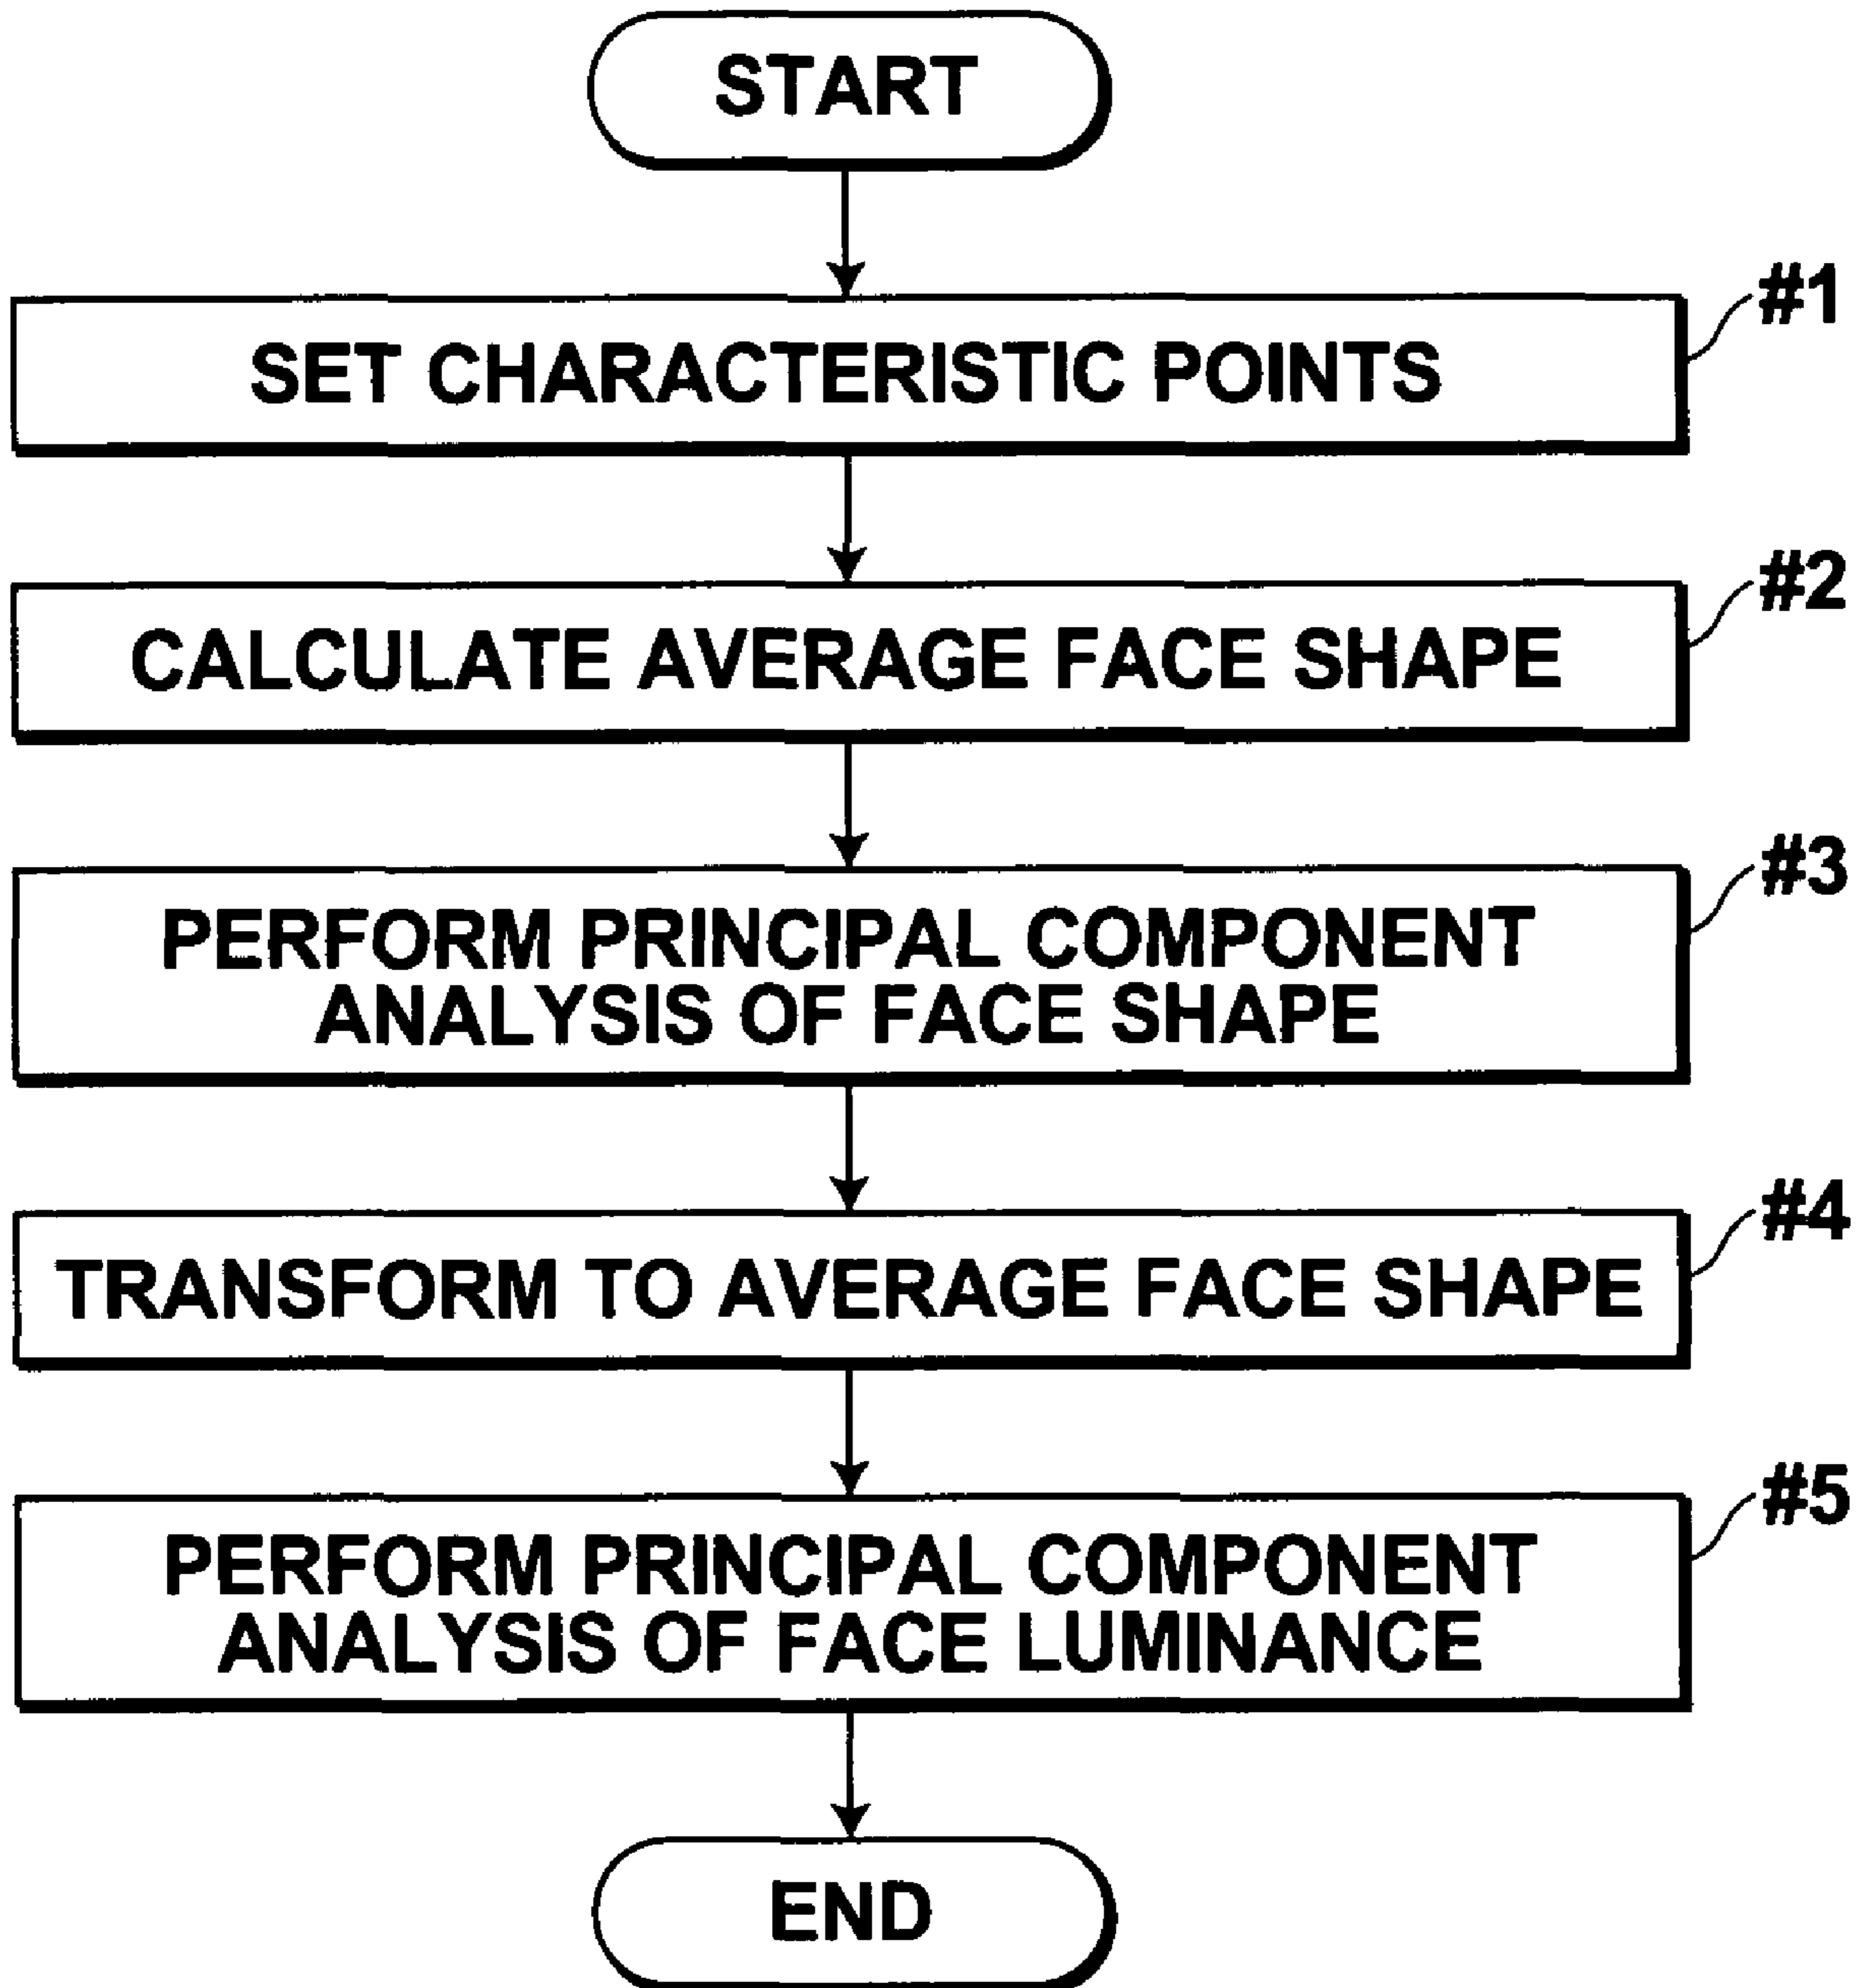 START
#1
SET CHARACTERISTIC POINTS
#2
CALCULATE AVERAGE FACE SHAPE
#3
PERFORM PRINCIPAL COMPONENT
ANALYSIS OF FACE SHAPE
#4
TRANSFORM TO AVERAGE FACE SHAPE
#5
PERFORM PRINCIPAL COMPONENT
ANALYSIS OF FACE LUMINANCE
END